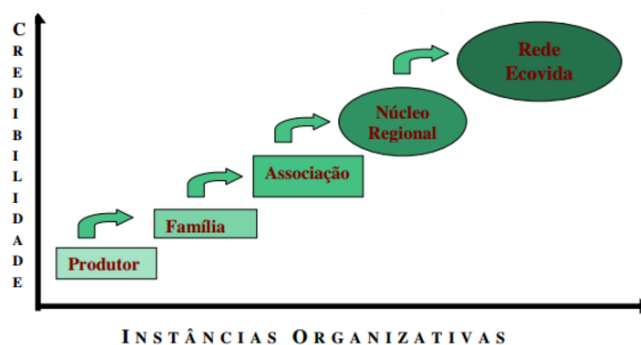 CREDIBILIDADE
Rede
Ecovida
Núcleo
Regional
Associação
Família
Produtor
INSTÂNCIAS ORGANIZATIVAS